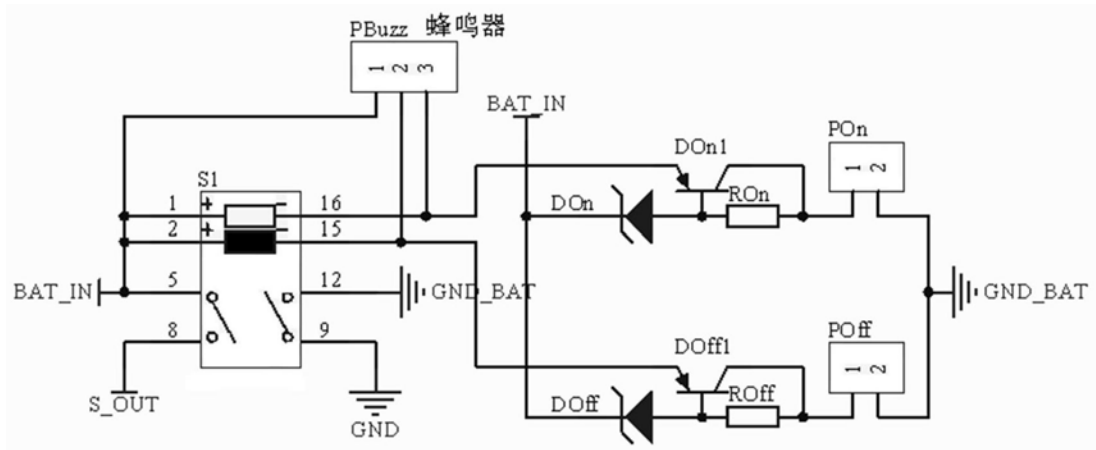 PBuzz 蜂鸣器
1 2 3
BAT_IN
POn
DOn1
1 2
S1
ROn
DOn
1 + - 16
2 + - 15
BAT_IN
5
12
GND_BAT
GND_BAT
8
9
POff
DOff1
1 2
ROff
DOff
S_OUT
GND